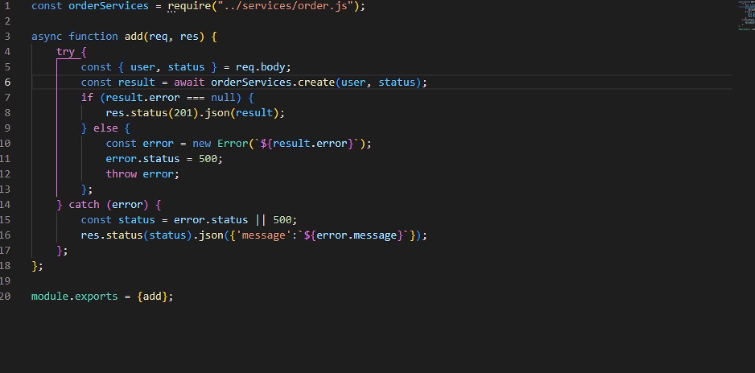 1 const orderServices = require("../services/order.js");
2
3 async function add(req, res) {
4 try {
5 const { user, status } = req.body;
6 const result = await orderServices.create(user, status);
7 if (result.error === null) {
8 res.status(201).json(result);
9 } else {
10 const error = new Error(`${result.error}`);
11 error.status = 500;
12 throw error;
13 };
14 } catch (error) {
15 const status = error.status || 500;
16 res.status(status).json({'message':`${error.message}`});
17 };
18 };
19
20 module.exports = {add};